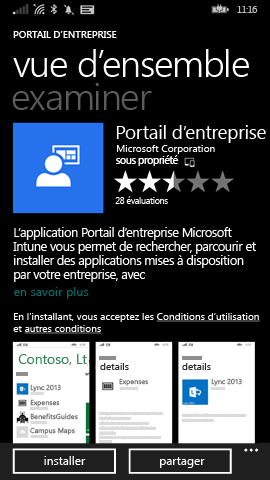 11:16
PORTAIL D'ENTREPRISE
vue d'ensemble
examiner
Portail d'entreprise
Microsoft Corporation
sous propriété
28 évaluations
L'application Portail d'entreprise Microsoft
Intune vous permet de rechercher, parcourir et
installer des applications mises à disposition
par votre entreprise, avec
en savoir plus
En l'installant, vous acceptez les Conditions d'utilisation
et autres conditions
Contoso, Lt
Lync 2013
Expenses
BenefitsGuides
Campus Maps
details
Expenses
details
Lync 2013
installer
partager